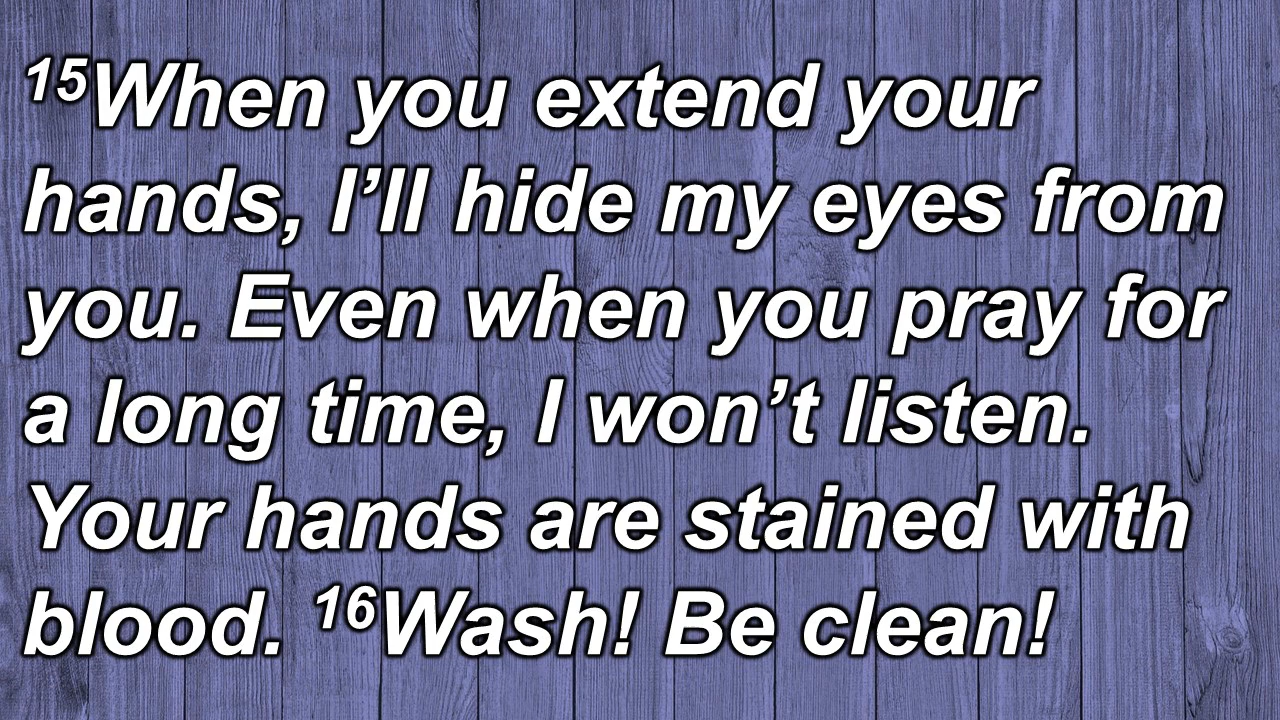 15When you extend your
hands, I’ll hide my eyes from
you. Even when you pray for
a long time, I won’t listen.
Your hands are stained with
blood. 16Wash! Be clean!